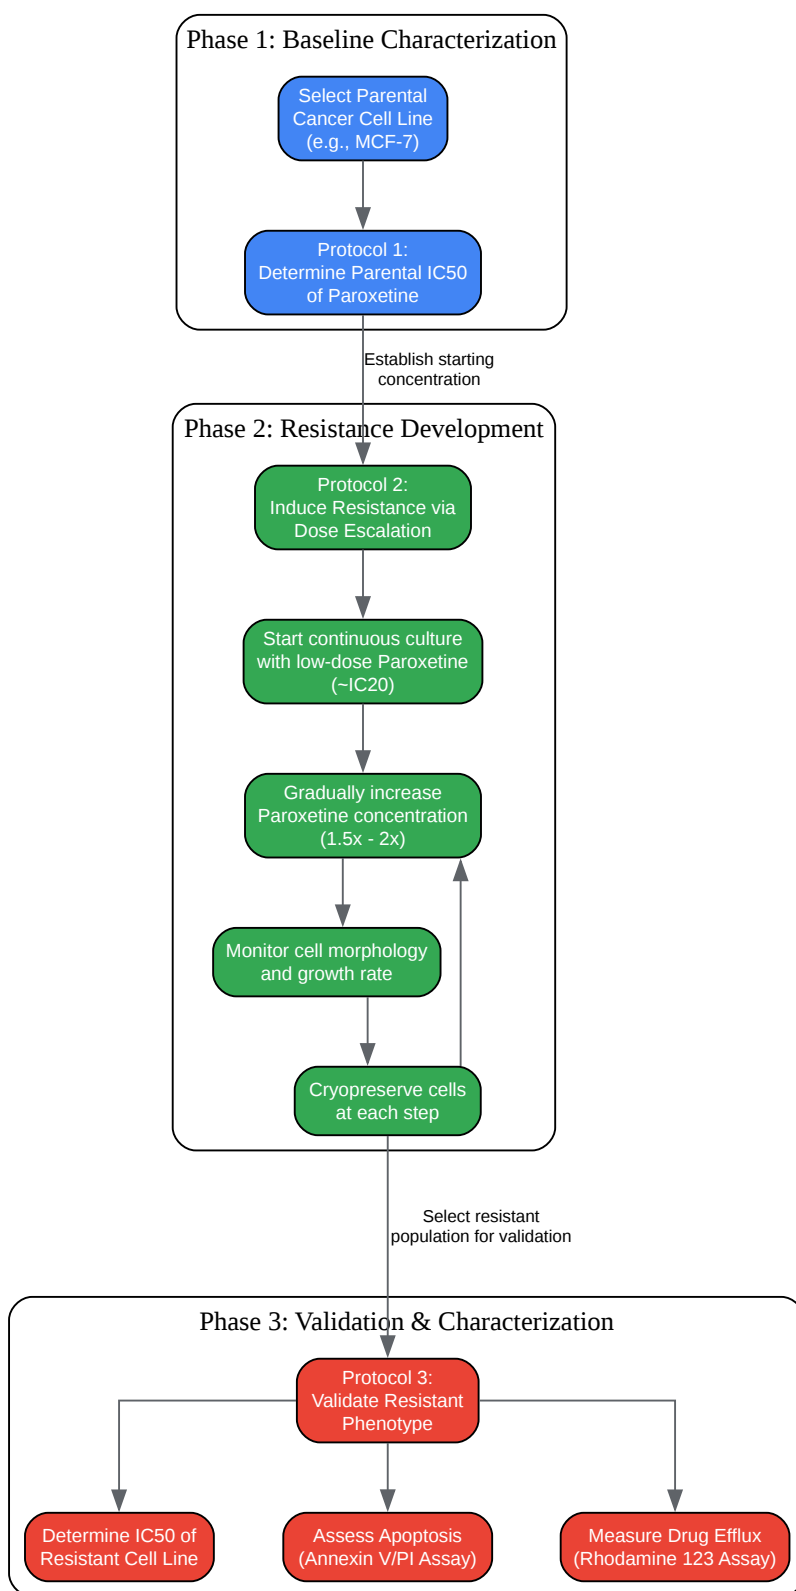 Phase 1: Baseline Characterization
Select Parental
Cancer Cell Line
(e.g., MCF-7)
Protocol 1:
Determine Parental IC50
of Paroxetine
Establish starting
concentration
Phase 2: Resistance Development
Protocol 2:
Induce Resistance via
Dose Escalation
Start continuous culture
with low-dose Paroxetine
(~IC20)
Gradually increase
Paroxetine concentration
(1.5x - 2x)
Monitor cell morphology
and growth rate
Cryopreserve cells
at each step
Select resistant
population for validation
Phase 3: Validation & Characterization
Protocol 3:
Validate Resistant
Phenotype
Determine IC50 of
Resistant Cell Line
Assess Apoptosis
(Annexin V/PI Assay)
Measure Drug Efflux
(Rhodamine 123 Assay)